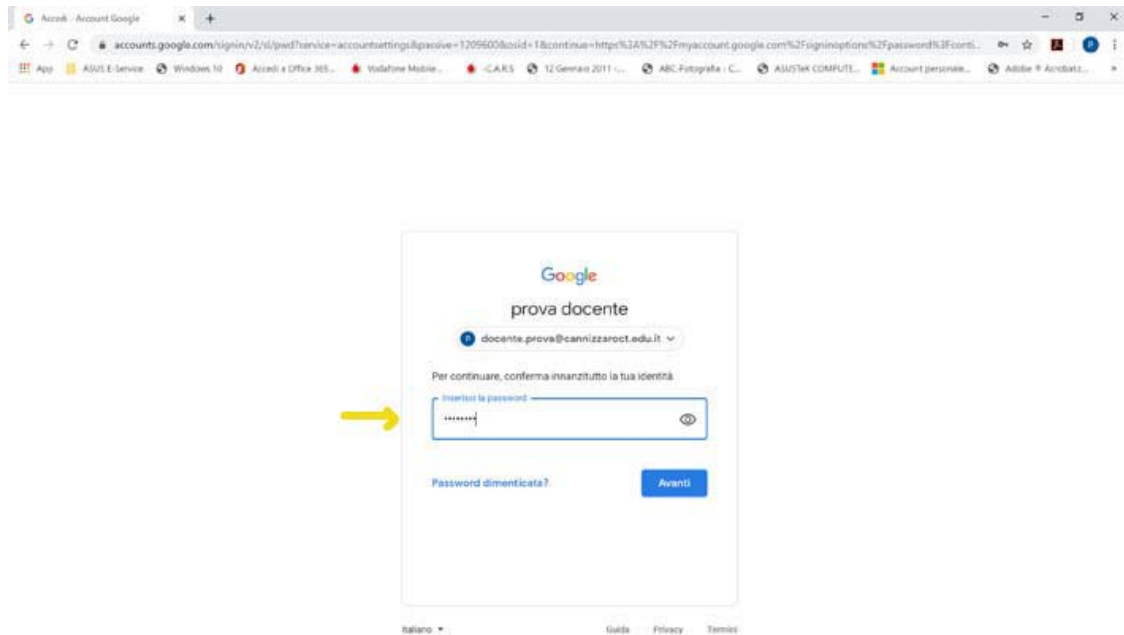 Accedi - Account Google
accounts.google.com/signin/v2/sl/pwd?service=accountsettings&passive=1209600&osid=1&continue=https%3A%2F%2Fmyaccount.google.com%2Fsigninoptions%2Fpassword%3Fconti...
App ASUS E-Service Windows 10 Accedi a Office 365... Vodafone Mobile... -C.A.R.S 12 Gennaio 2011 -... ABC-Fotografia : C... ASUSTeK COMPUTE... Account personale... Adobe ® Acrobat...
Google
prova docente
P docente.prova@cannizzaroct.edu.it
Per continuare, conferma innanzitutto la tua identità
Inserisci la password
••••••••
Password dimenticata? Avanti
Italiano Guida Privacy Termini